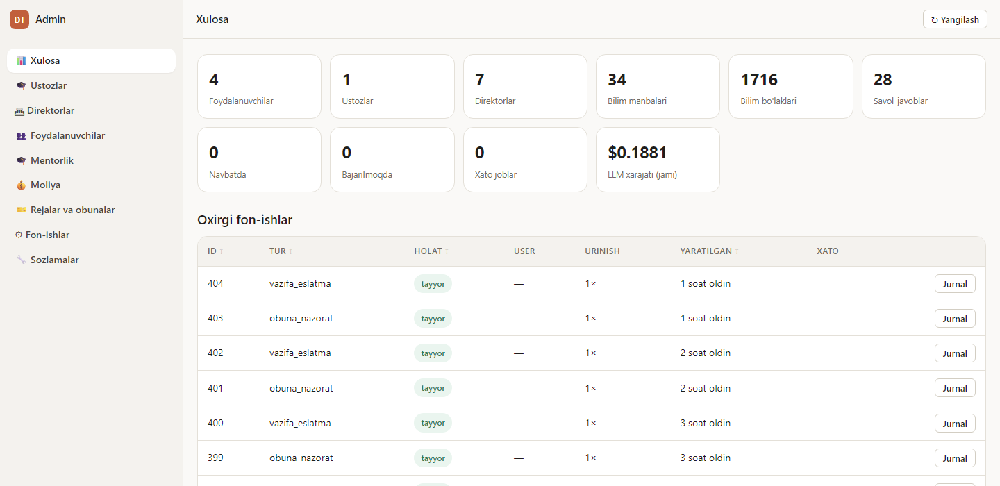 DT Admin
Xulosa
Ustozlar
Direktorlar
Foydalanuvchilar
Mentorlik
Moliya
Rejalar va obunalar
Fon-ishlar
Sozlamalar
Xulosa
↻ Yangilash
4
Foydalanuvchilar
1
Ustozlar
7
Direktorlar
34
Bilim manbalari
1716
Bilim bo'laklari
28
Savol-javoblar
0
Navbatda
0
Bajarilmoqda
0
Xato joblar
$0.1881
LLM xarajati (jami)
Oxirgi fon-ishlar
ID ↕ TUR ↕ HOLAT ↕ USER URINISH YARATILGAN ↕ XATO
404 vazifa_eslatma tayyor — 1× 1 soat oldin Jurnal
403 obuna_nazorat tayyor — 1× 1 soat oldin Jurnal
402 vazifa_eslatma tayyor — 1× 2 soat oldin Jurnal
401 obuna_nazorat tayyor — 1× 2 soat oldin Jurnal
400 vazifa_eslatma tayyor — 1× 3 soat oldin Jurnal
399 obuna_nazorat tayyor — 1× 3 soat oldin Jurnal